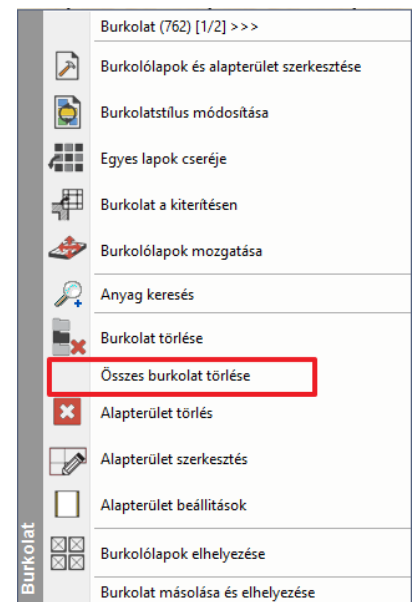 Burkolat (762) [1/2] >>>
Burkolólapok és alapterület szerkesztése
Burkolatstílus módosítása
Egyes lapok cseréje
Burkolat a kiterítésen
Burkolólapok mozgatása
Anyag keresés
Burkolat törlése
Összes burkolat törlése
Alapterület törlés
Alapterület szerkesztés
Alapterület beállítások
Burkolólapok elhelyezése
Burkolat másolása és elhelyezése
Burkolat